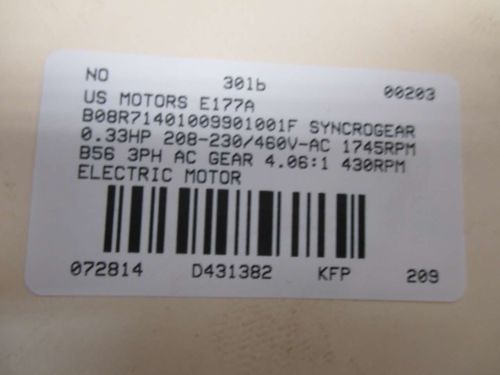 NO 301b 00203
US MOTORS E177A
B08R71401009901001F SYNCROGEAR
0.33HP 208-230/460V-AC 1745RPM
B56 3PH AC GEAR 4.06:1 430RPM
ELECTRIC MOTOR
072814 D431382 KFP 209